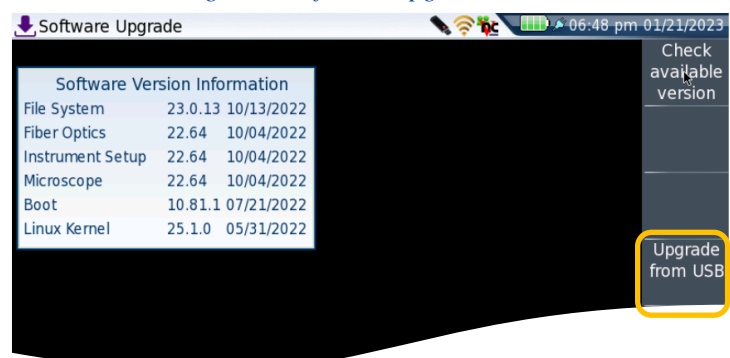 Software Upgrade 06:48 pm 01/21/2023
Check
available
version
Software Version Information
File System 23.0.13 10/13/2022
Fiber Optics 22.64 10/04/2022
Instrument Setup 22.64 10/04/2022
Microscope 22.64 10/04/2022
Boot 10.81.1 07/21/2022
Linux Kernel 25.1.0 05/31/2022
Upgrade
from USB